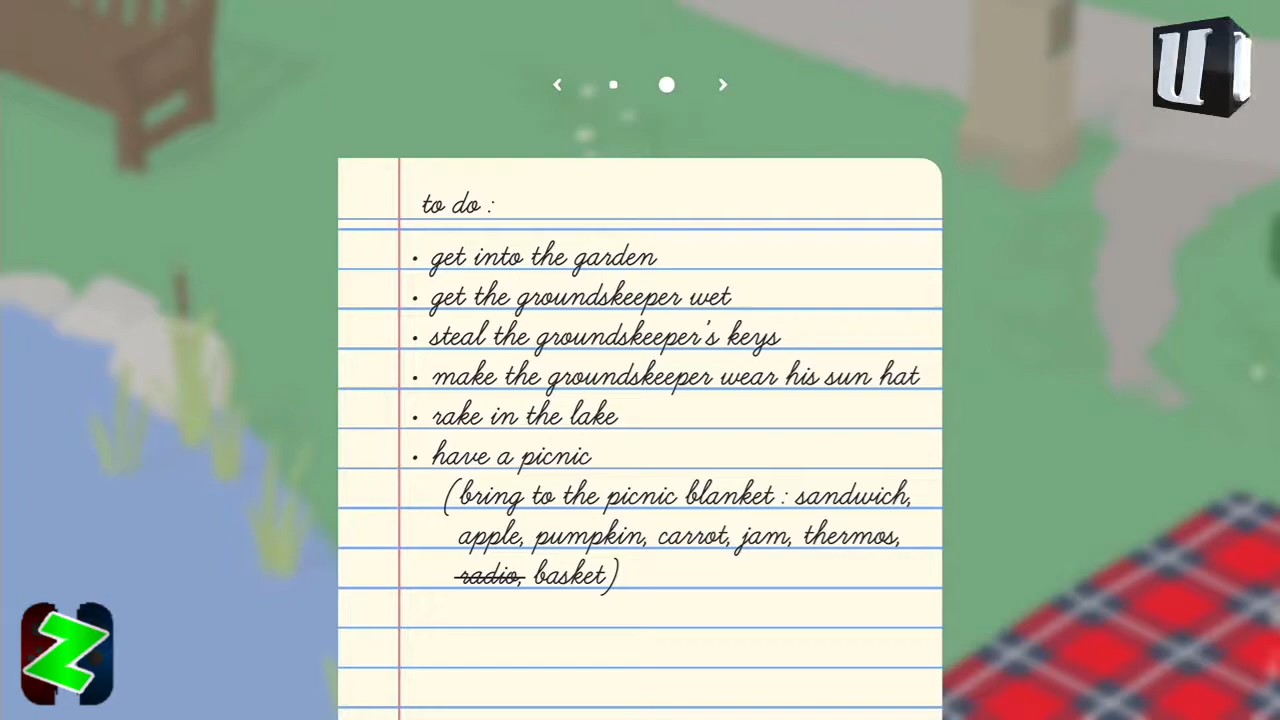 U
to do :
• get into the garden
• get the groundskeeper wet
• steal the groundskeeper's keys
• make the groundskeeper wear his sun hat
• rake in the lake
• have a picnic
(bring to the picnic blanket : sandwich,
apple, pumpkin, carrot, jam, thermos,
radio, basket)
Z